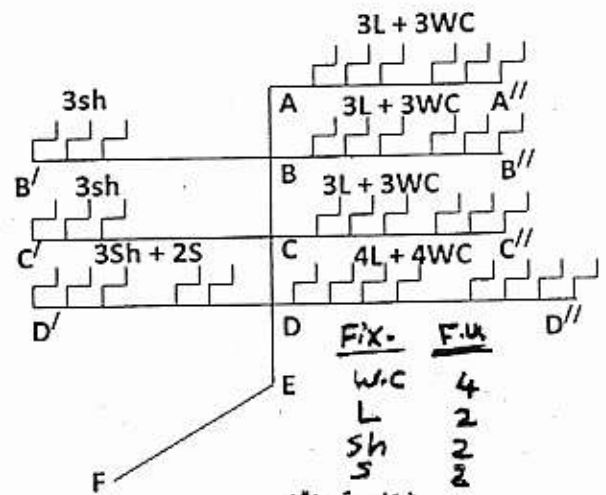 3L + 3WC
3sh
A
3L + 3WC
A//
B/
3sh
B
3L + 3WC
B//
C/
3Sh + 2S
C
4L + 4WC
C//
D/
D
D//
Fix.
F.u
W.C
4
E
L
2
Sh
2
F
S
2